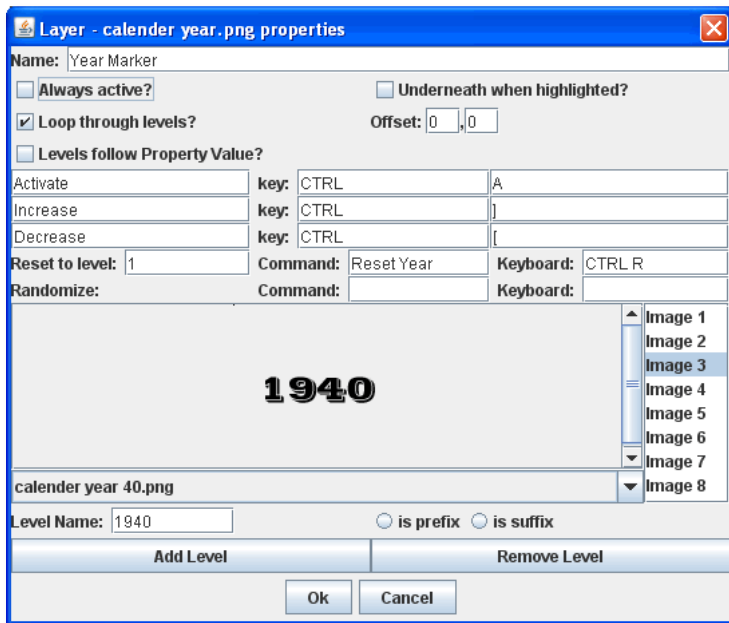 Layer - calender year.png properties
Name: Year Marker
Always active? Underneath when highlighted?
Loop through levels? Offset: 0 ,0
Levels follow Property Value?
Activate key: CTRL A
Increase key: CTRL ]
Decrease key: CTRL [
Reset to level: 1 Command: Reset Year Keyboard: CTRL R
Randomize: Command: Keyboard:
Image 1
Image 2
Image 3
1940
Image 4
Image 5
Image 6
Image 7
calender year 40.png
Image 8
Level Name: 1940 is prefix is suffix
Add Level Remove Level
Ok Cancel